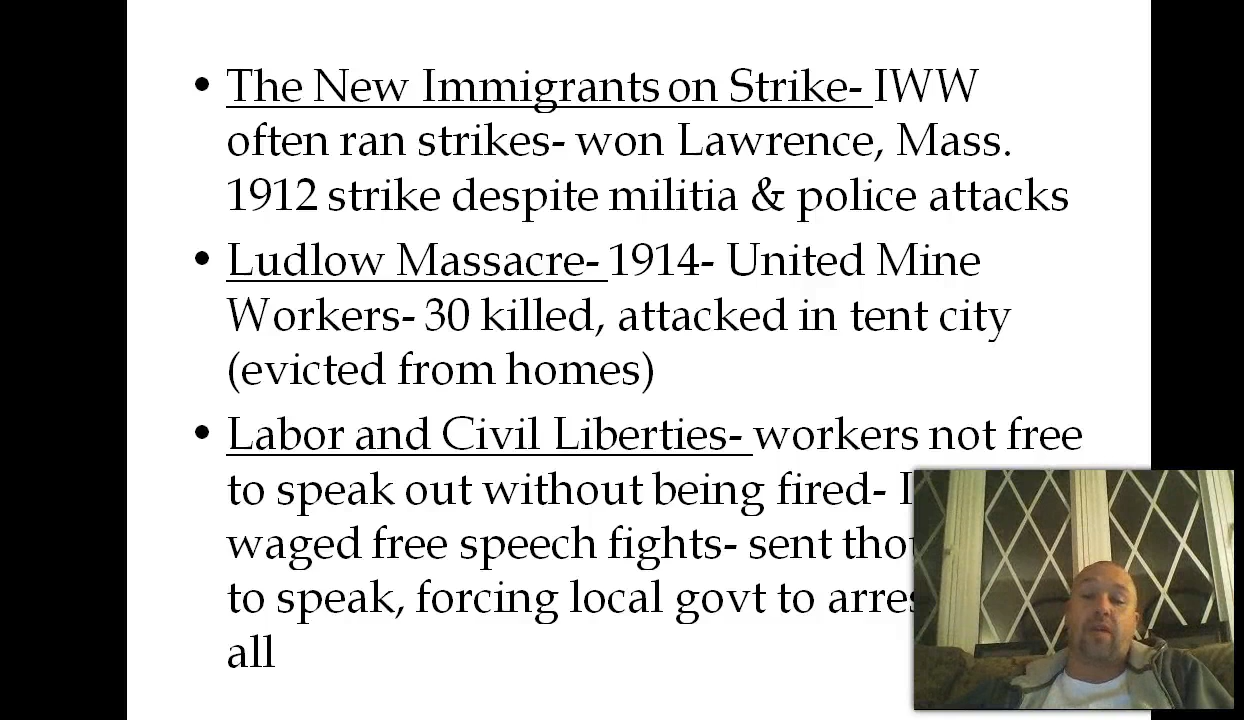 • The New Immigrants on Strike- IWW
often ran strikes- won Lawrence, Mass.
1912 strike despite militia & police attacks
• Ludlow Massacre- 1914- United Mine
Workers- 30 killed, attacked in tent city
(evicted from homes)
• Labor and Civil Liberties- workers not free
to speak out without being fired-
waged free speech fights- sent
to speak, forcing local govt to
all